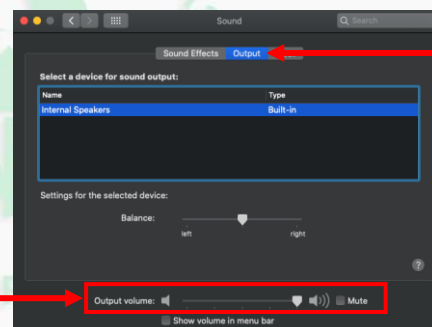 Sound
Search
Sound Effects Output
Select a device for sound output:
Name Type
Internal Speakers Built-in
Settings for the selected device:
Balance:
left right
?
Output volume: Mute
Show volume in menu bar